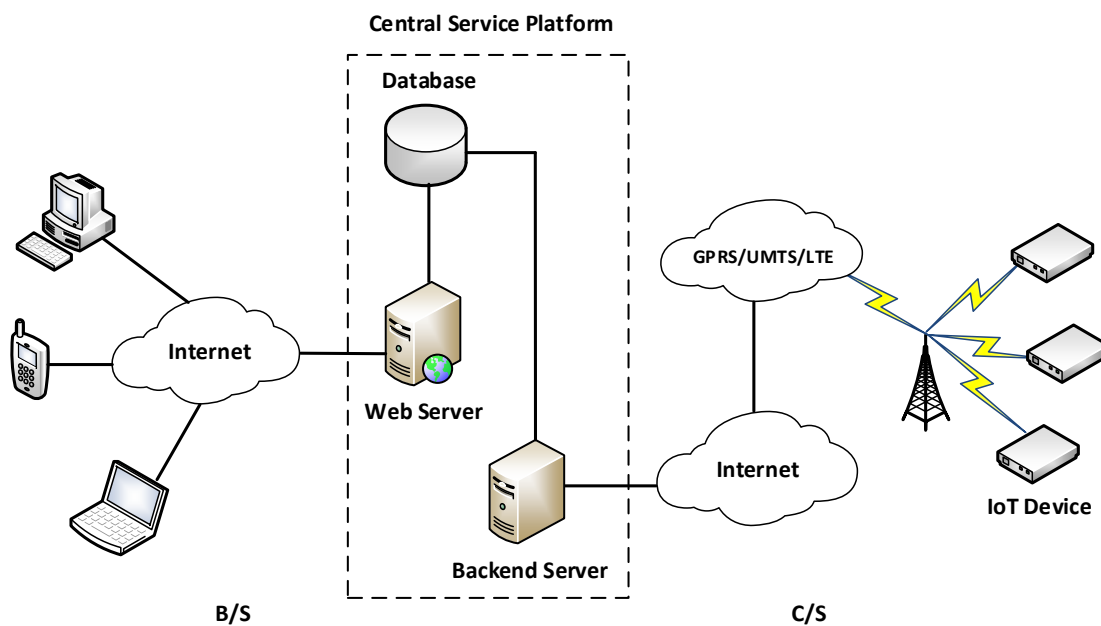 Central Service Platform
Database
GPRS/UMTS/LTE
Internet
Web Server
Internet
IoT Device
Backend Server
B/S
C/S